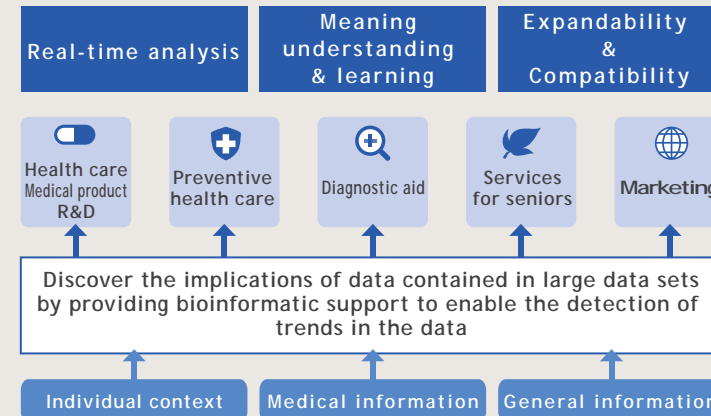 Real-time analysis
Meaning
understanding
& learning
Expandability
&
Compatibility
Health care
Medical product
R&D
Preventive
health care
Diagnostic aid
Services
for seniors
Marketing
Discover the implications of data contained in large data sets
by providing bioinformatic support to enable the detection of
trends in the data
Individual context
Medical information
General information